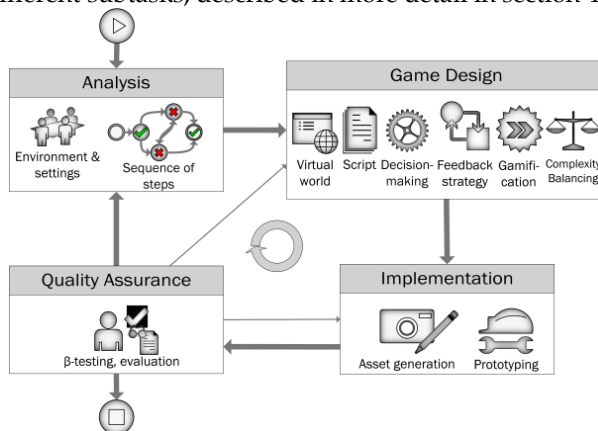 ifferent subtasks, described in more detail in section
Analysis
Environment &
settings
Sequence of
steps
Game Design
Virtual
world
Script
Decision-
making
Feedback
strategy
Gamifi-
cation
Complexity
Balancing
Quality Assurance
β-testing, evaluation
Implementation
Asset generation
Prototyping